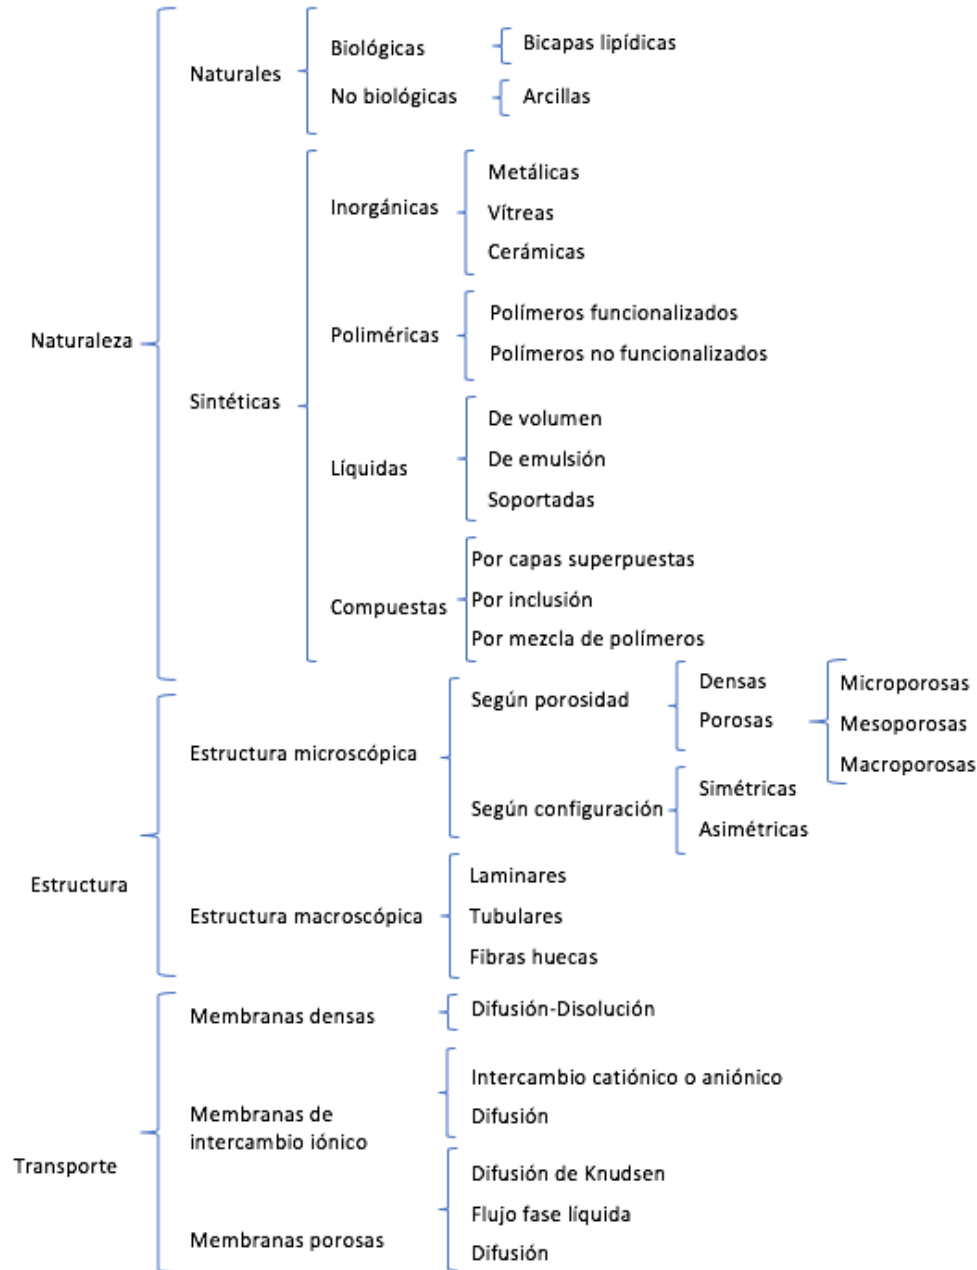 Naturaleza
Naturales
Biológicas
Bicapas lipídicas
No biológicas
Arcillas
Sintéticas
Inorgánicas
Metálicas
Vítreas
Cerámicas
Poliméricas
Polímeros funcionalizados
Polímeros no funcionalizados
Líquidas
De volumen
De emulsión
Soportadas
Compuestas
Por capas superpuestas
Por inclusión
Por mezcla de polímeros
Estructura
Estructura microscópica
Según porosidad
Densas
Porosas
Microporosas
Mesoporosas
Macroporosas
Según configuración
Simétricas
Asimétricas
Estructura macroscópica
Laminares
Tubulares
Fibras huecas
Transporte
Membranas densas
Difusión-Disolución
Membranas de
intercambio iónico
Intercambio catiónico o aniónico
Difusión
Membranas porosas
Difusión de Knudsen
Flujo fase líquida
Difusión